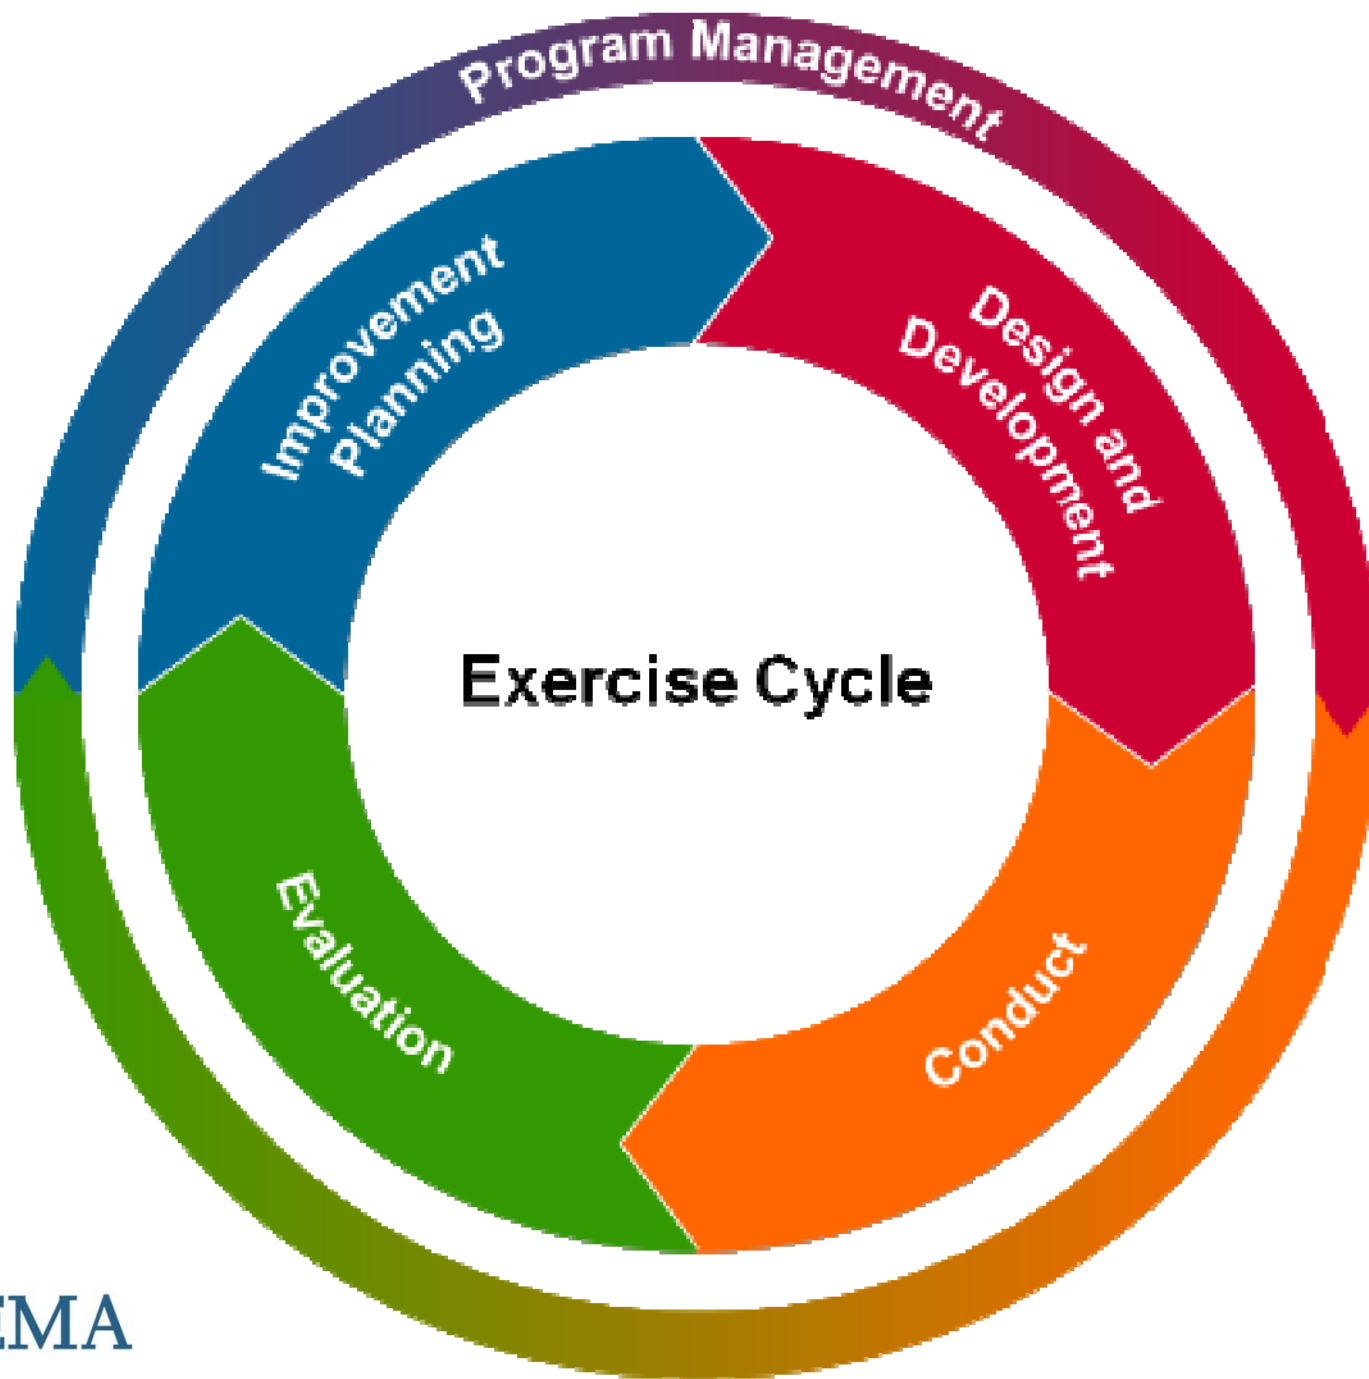 Program Management
Improvement
Planning
Design and
Development
Exercise Cycle
Evaluation
Conduct
EMA